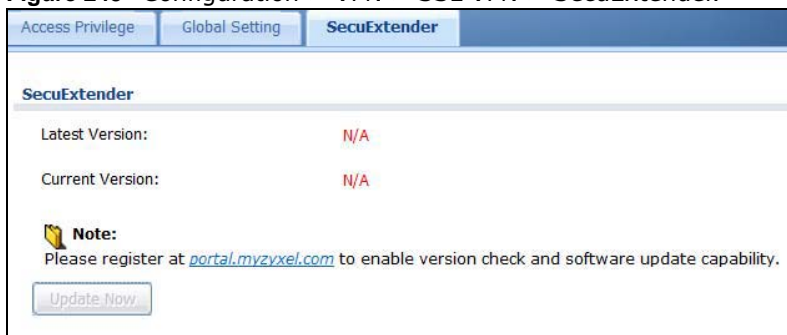 Access Privilege Global Setting SecuExtender
SecuExtender
Latest Version: N/A
Current Version: N/A
Note:
Please register at portal.myzyxel.com to enable version check and software update capability.
Update Now